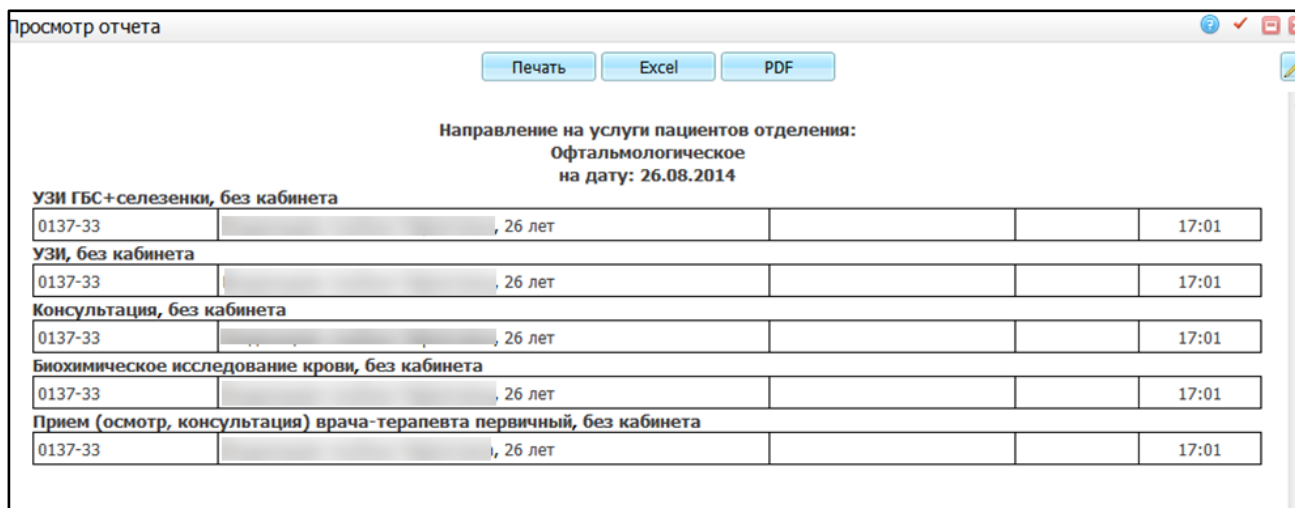 Просмотр отчета
Печать Excel PDF
Направление на услуги пациентов отделения:
Офтальмологическое
на дату: 26.08.2014
УЗИ ГБС+селезенки, без кабинета
0137-33 , 26 лет 17:01
УЗИ, без кабинета
0137-33 , 26 лет 17:01
Консультация, без кабинета
0137-33 , 26 лет 17:01
Биохимическое исследование крови, без кабинета
0137-33 , 26 лет 17:01
Прием (осмотр, консультация) врача-терапевта первичный, без кабинета
0137-33 , 26 лет 17:01